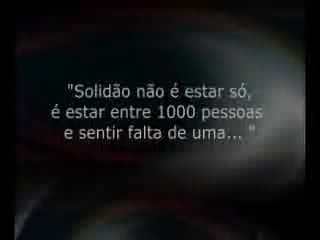 "Solidão não é estar só,
é estar entre 1000 pessoas
e sentir falta de uma... "